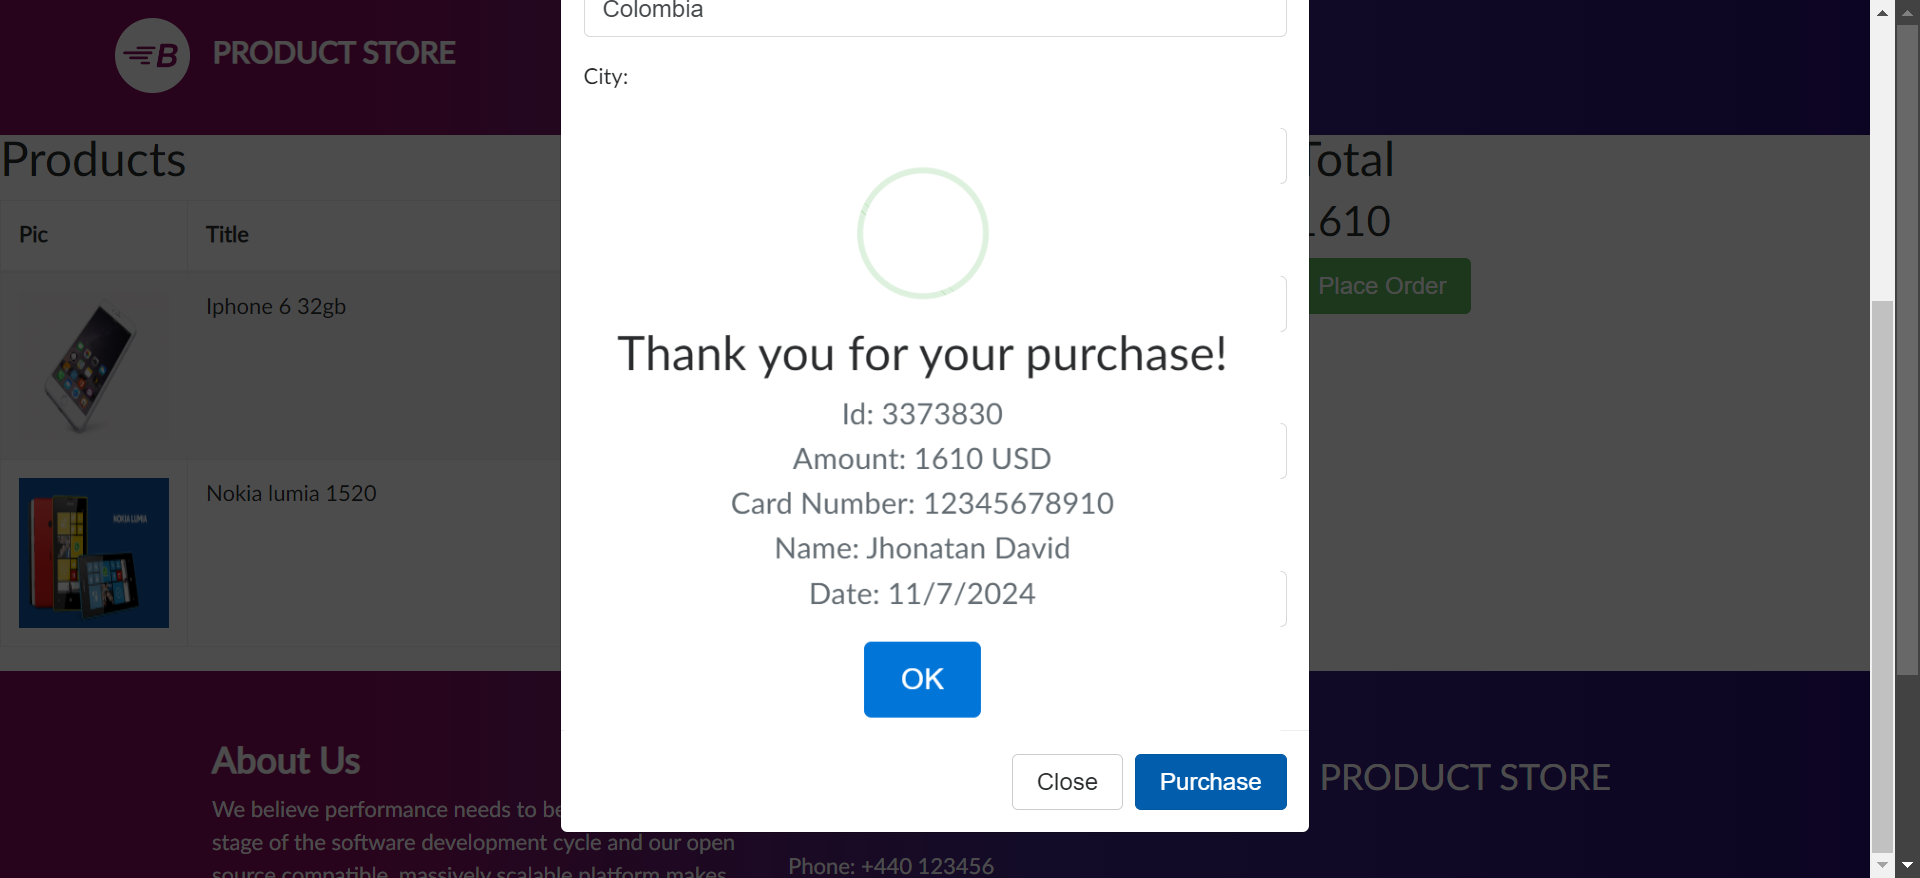 Colombia
B PRODUCT STORE
City:
Products
Total
1610
Pic Title
Place Order
Iphone 6 32gb
Thank you for your purchase!
Id: 3373830
Amount: 1610 USD
Card Number: 12345678910
Name: Jhonatan David
Date: 11/7/2024
Nokia lumia 1520
NOKIA LUMIA
OK
Close Purchase
About Us
We believe performance needs to be
stage of the software development cycle and our open
source compatible, massively scalable platform makes
PRODUCT STORE
Phone: +440 123456